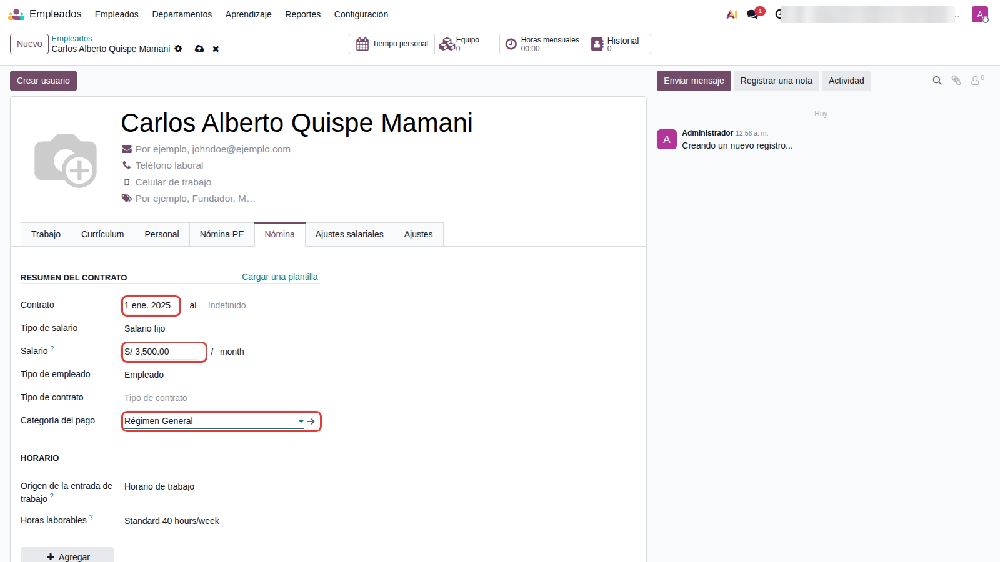 Empleados Empleados Departamentos Aprendizaje Reportes Configuración AI 1 .. A
Nuevo
Empleados
Carlos Alberto Quispe Mamani
Tiempo personal
Equipo
0
Horas mensuales
00:00
Historial
0
Crear usuario
Enviar mensaje Registrar una nota Actividad 0
Carlos Alberto Quispe Mamani
Por ejemplo, johndoe@ejemplo.com
Teléfono laboral
Celular de trabajo
Por ejemplo, Fundador, M…
Hoy
A
Administrador 12:56 a. m.
Creando un nuevo registro...
Trabajo Currículum Personal Nómina PE Nómina Ajustes salariales Ajustes
RESUMEN DEL CONTRATO Cargar una plantilla
Contrato 1 ene. 2025 al Indefinido
Tipo de salario Salario fijo
Salario ? S/ 3,500.00 / month
Tipo de empleado Empleado
Tipo de contrato Tipo de contrato
Categoría del pago Régimen General
HORARIO
Origen de la entrada de
trabajo ? Horario de trabajo
Horas laborables ? Standard 40 hours/week
Agregar